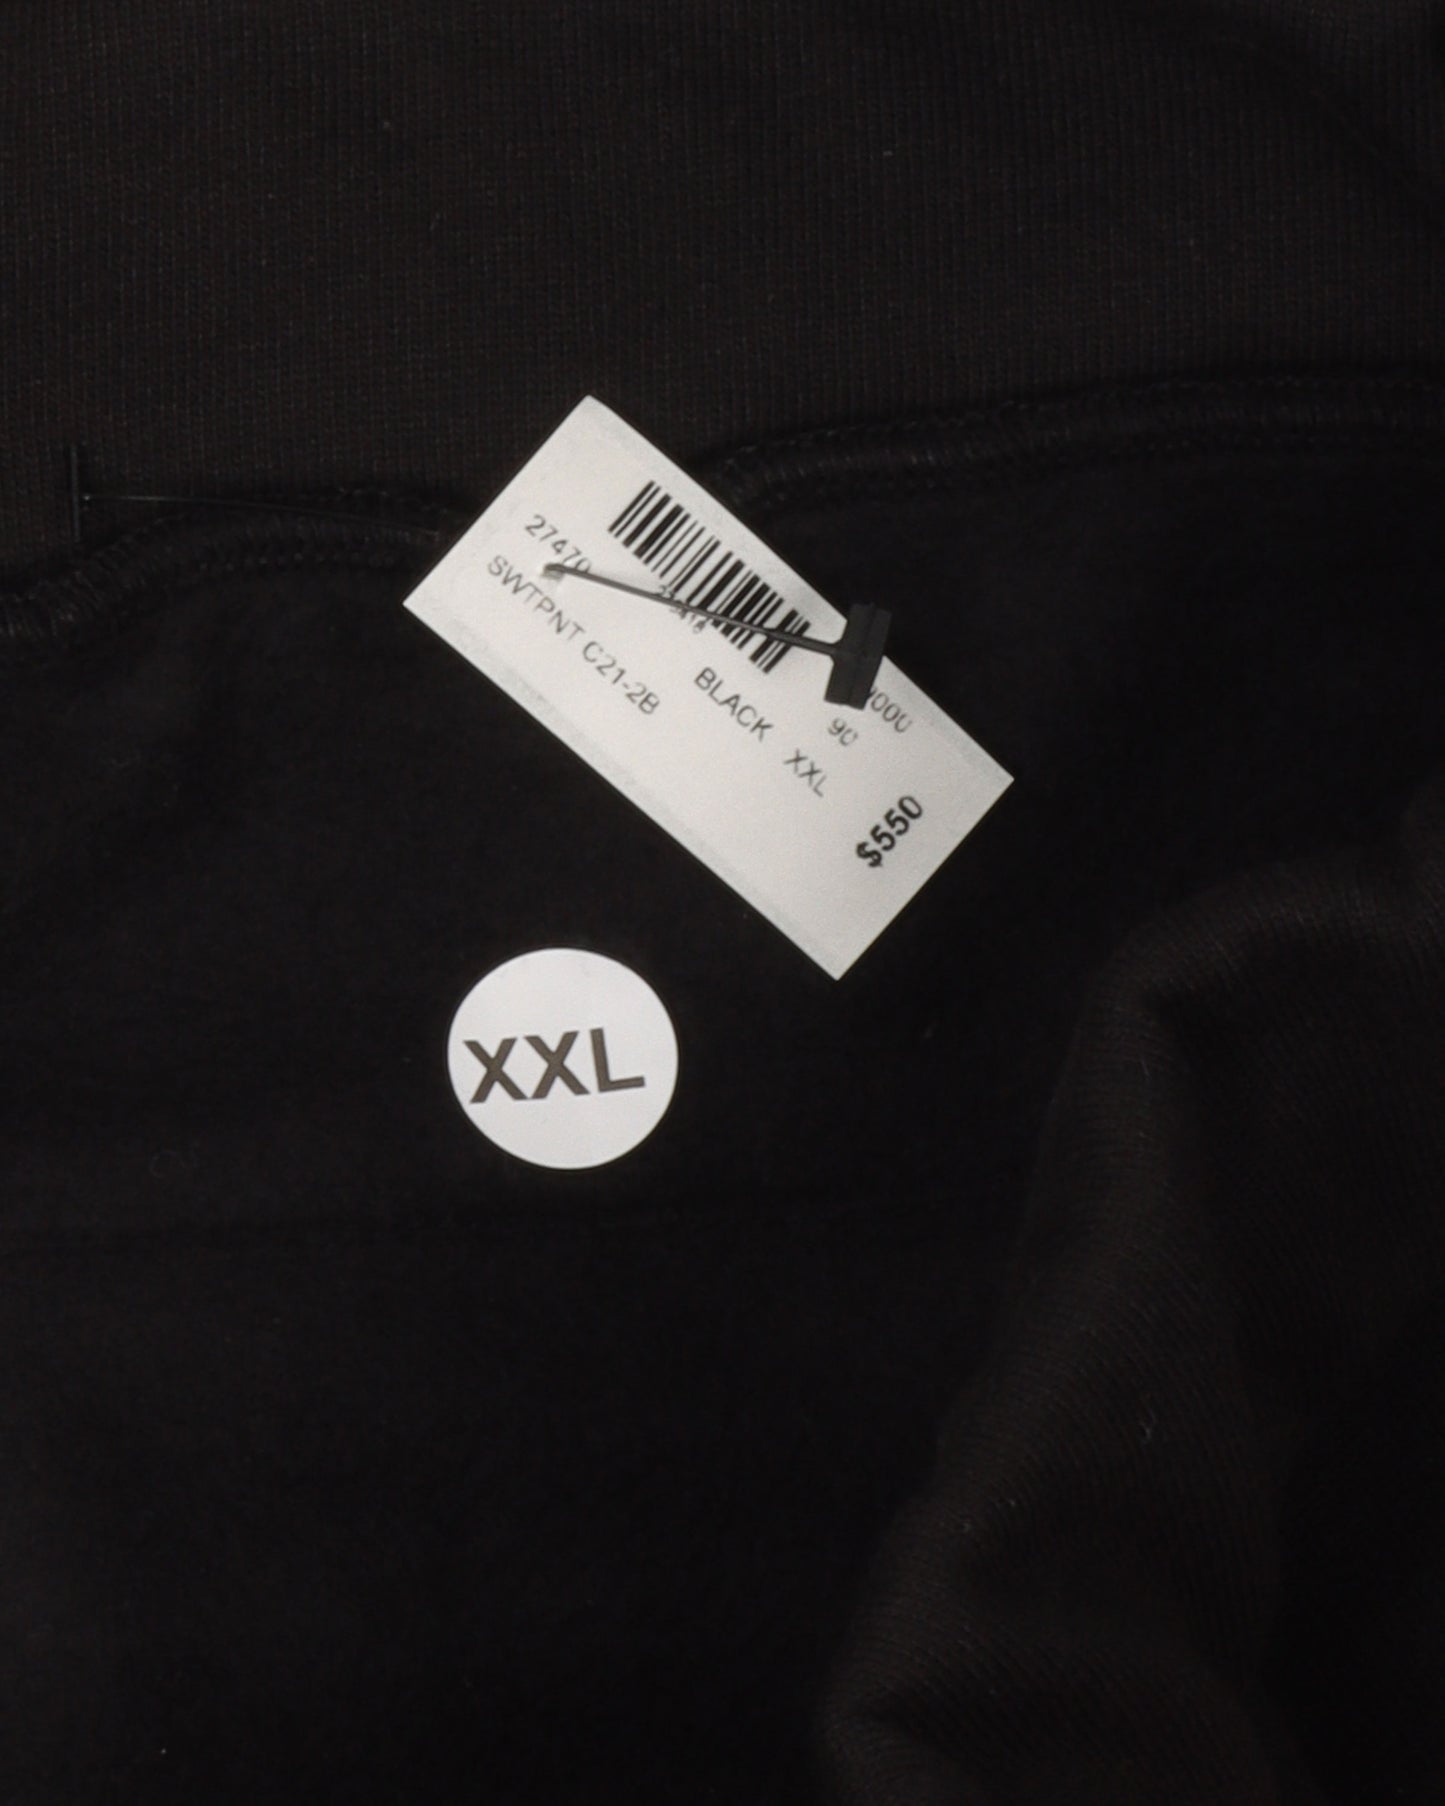 27470
SWTPNT C21-2B
BLACK XXL
90
$550
XXL